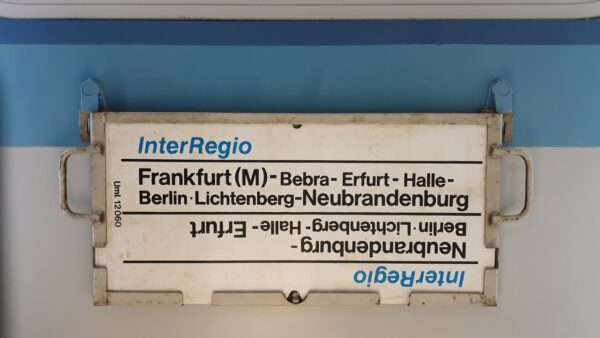 InterRegio
Frankfurt (M) - Bebra - Erfurt - Halle -
Berlin-Lichtenberg-Neubrandenburg
Uml. 12060
InterRegio
Neubrandenburg-
Berlin-Lichtenberg - Halle - Erfurt